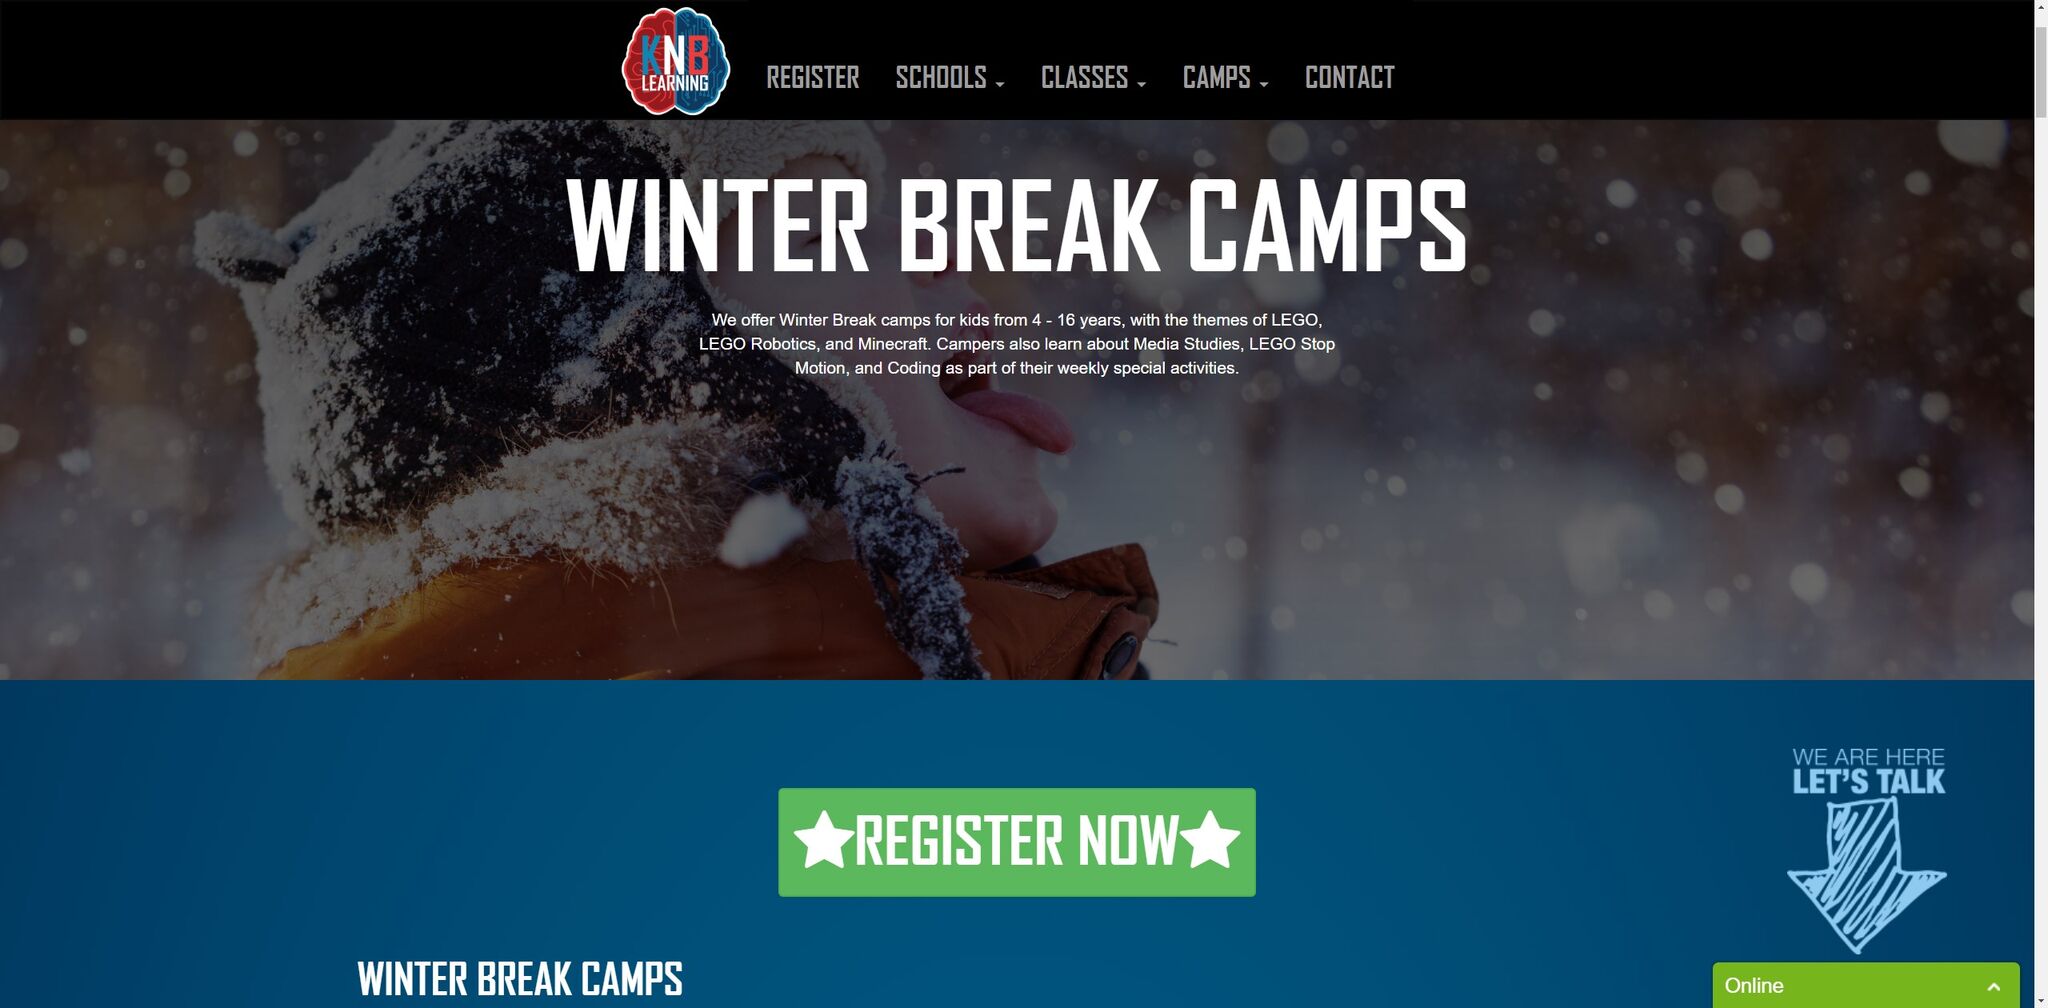 KNB
LEARNING
REGISTER
SCHOOLS
CLASSES
CAMPS
CONTACT
WINTER BREAK CAMPS
We offer Winter Break camps for kids from 4 - 16 years, with the themes of LEGO,
LEGO Robotics, and Minecraft. Campers also learn about Media Studies, LEGO Stop
Motion, and Coding as part of their weekly special activities.
REGISTER NOW
WE ARE HERE
LET'S TALK
WINTER BREAK CAMPS
Online